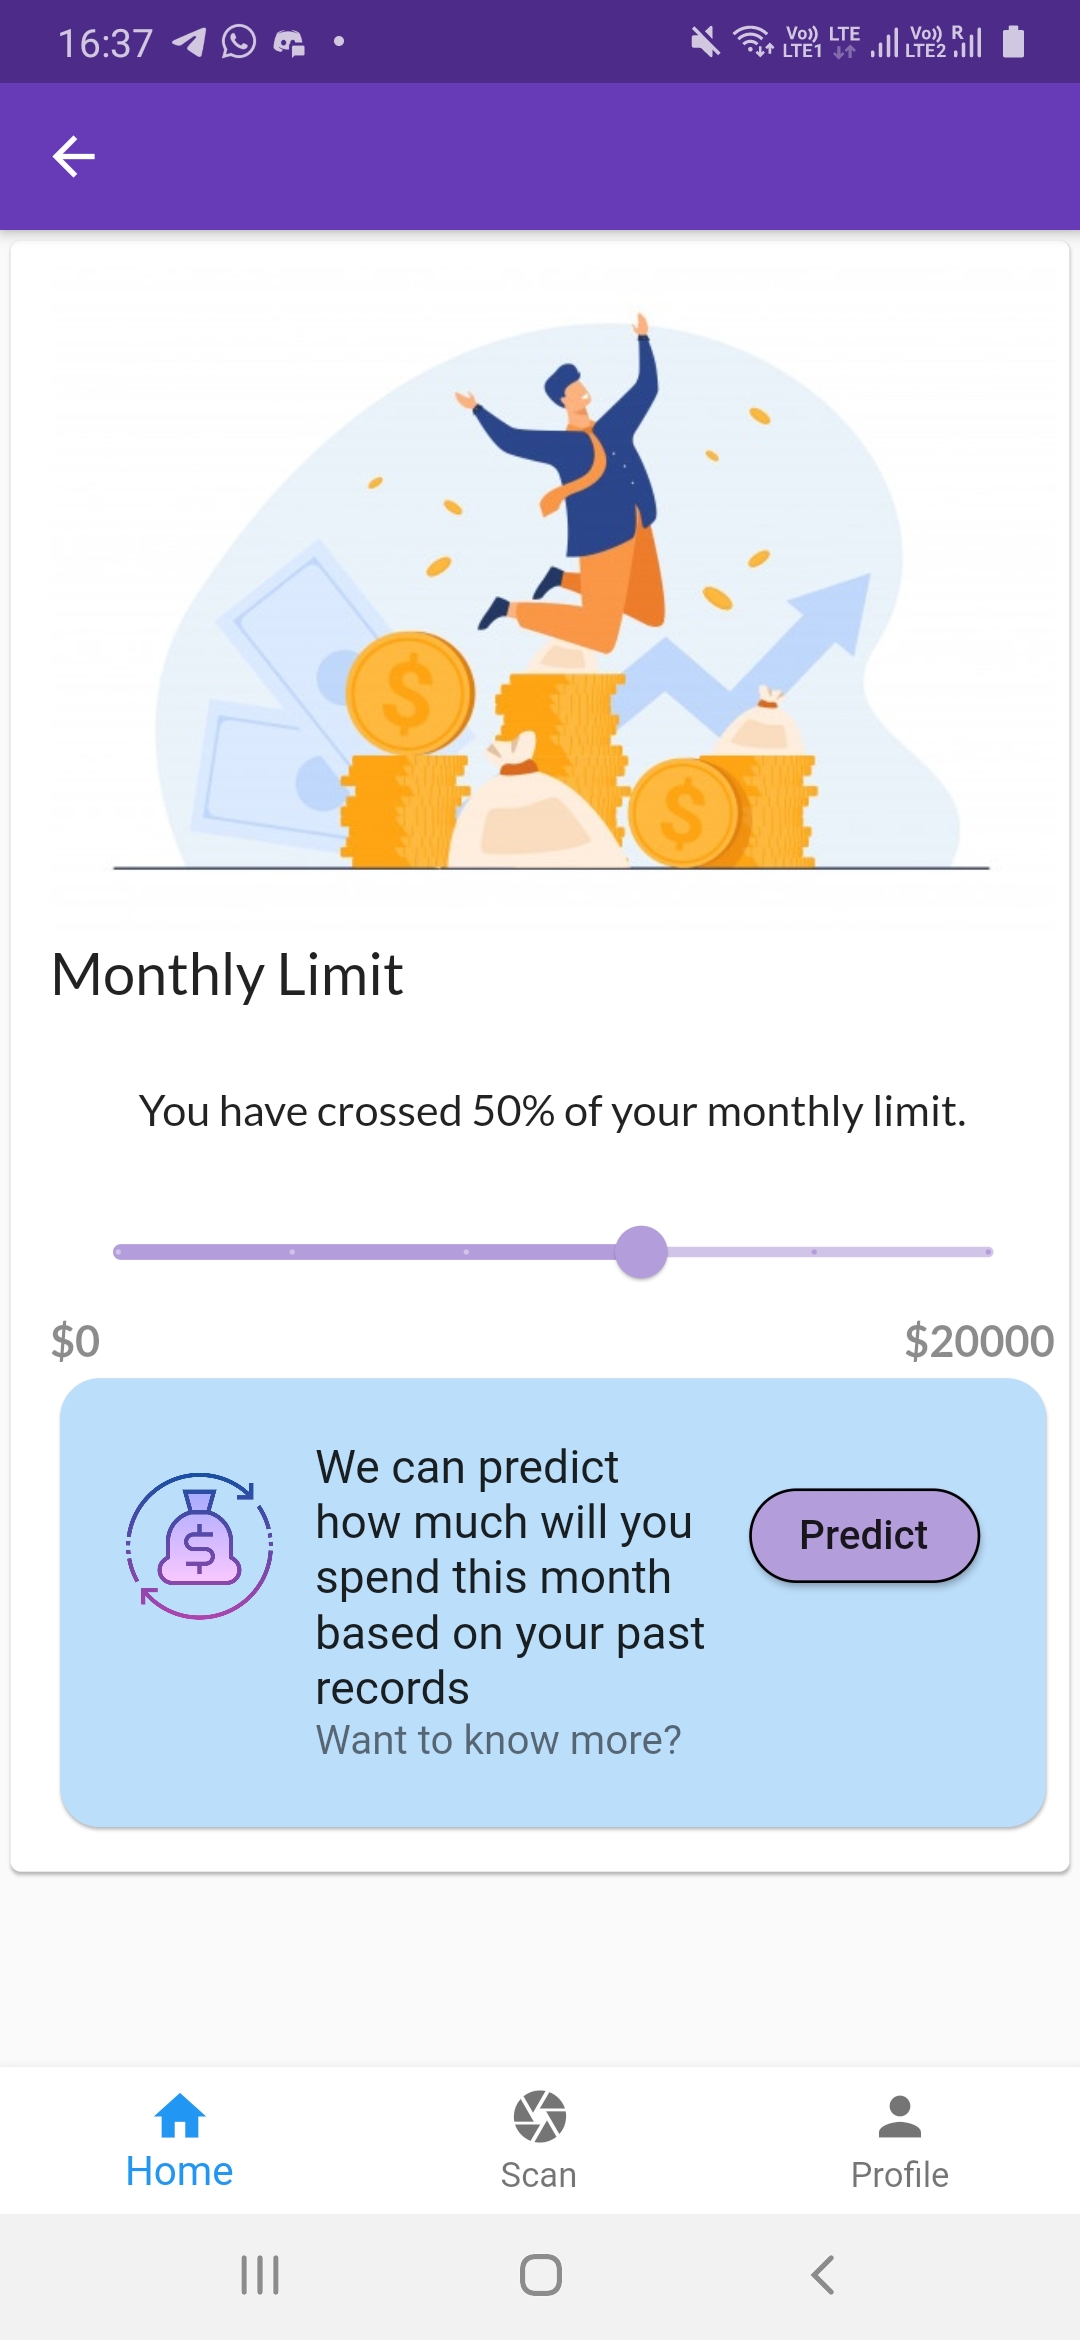 16:37
Vo)) LTE Vo)) R
LTE1 LTE2
$
$
Monthly Limit
You have crossed 50% of your monthly limit.
$0 $20000
We can predict
how much will you
spend this month
based on your past
records
Want to know more?
$
Predict
Home Scan Profile